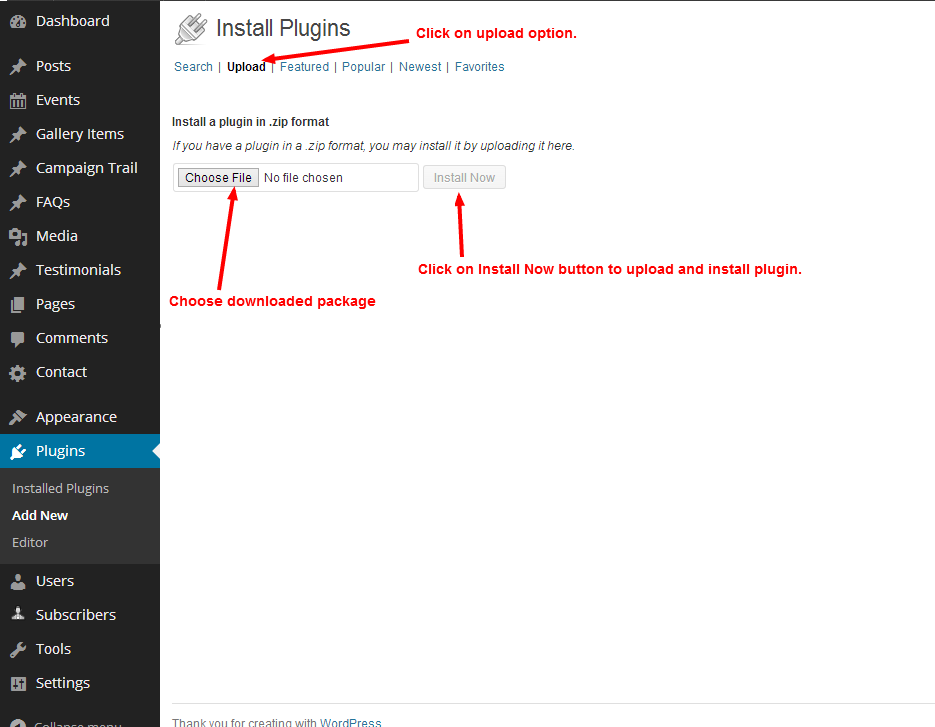 Dashboard
Posts
Events
Gallery Items
Campaign Trail
FAQs
Media
Testimonials
Pages
Comments
Contact
Appearance
Plugins
Installed Plugins
Add New
Editor
Users
Subscribers
Tools
Settings
Collapse menu
Install Plugins
Click on upload option.
Search | Upload | Featured | Popular | Newest | Favorites
Install a plugin in .zip format
If you have a plugin in a .zip format, you may install it by uploading it here.
Choose File No file chosen Install Now
Click on Install Now button to upload and install plugin.
Choose downloaded package
Thank you for creating with WordPress